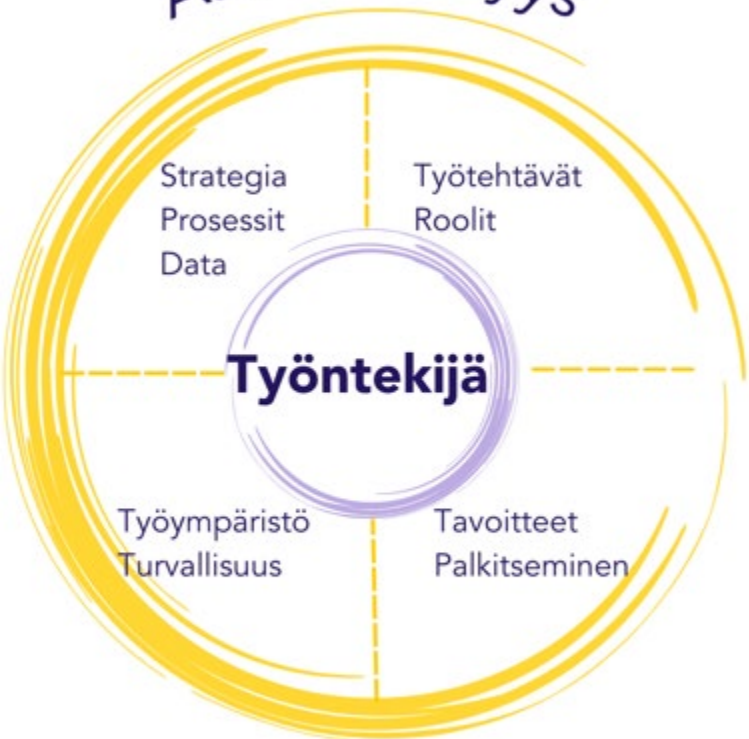 Strategia
Prosessit
Data
Työtehtävät
Roolit
Työntekijä
Työympäristö
Turvallisuus
Tavoitteet
Palkitseminen